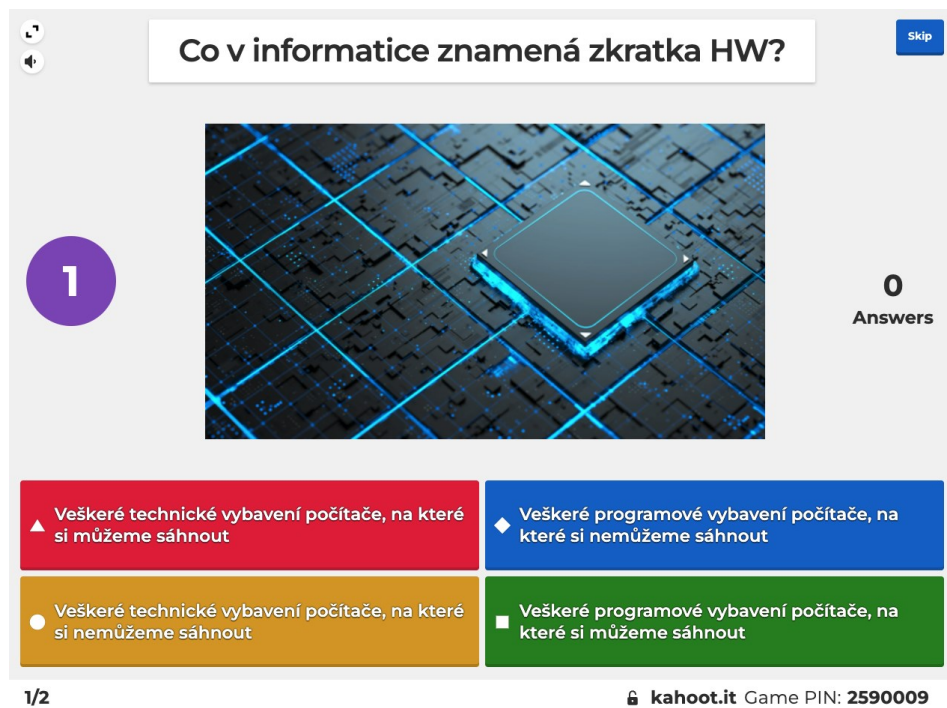 Co v informatice znamená zkratka HW?
Skip
1
0
Answers
Veškeré technické vybavení počítače, na které
si můžeme sáhnout
Veškeré programové vybavení počítače, na
které si nemůžeme sáhnout
Veškeré technické vybavení počítače, na které
si nemůžeme sáhnout
Veškeré programové vybavení počítače, na
které si můžeme sáhnout
1/2
kahoot.it Game PIN: 2590009